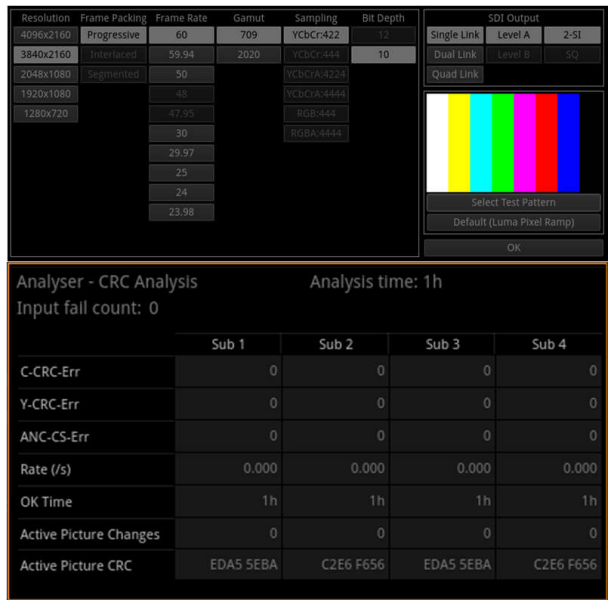 Resolution Frame Packing Frame Rate Gamut Sampling Bit Depth SDI Output
4096x2160 Progressive 60 709 YCbCr:422 12 Single Link Level A 2-SI
3840x2160 Interlaced 59.94 2020 YCbCr:444 10 Dual Link Level B SQ
2048x1080 Segmented 50 YCbCrA:4224 Quad Link
1920x1080 48 YCbCrA:4444
1280x720 47.95 RGB:444
30 RGBA:4444
29.97
25
24 Select Test Pattern
23.98 Default (Luma Pixel Ramp)
OK
Analyser - CRC Analysis Analysis time: 1h
Input fail count: 0
Sub 1 Sub 2 Sub 3 Sub 4
C-CRC-Err 0 0 0 0
Y-CRC-Err 0 0 0 0
ANC-CS-Err 0 0 0 0
Rate (/s) 0.000 0.000 0.000 0.000
OK Time 1h 1h 1h 1h
Active Picture Changes 0 0 0 0
Active Picture CRC EDA5 5EBA C2E6 F656 EDA5 5EBA C2E6 F656